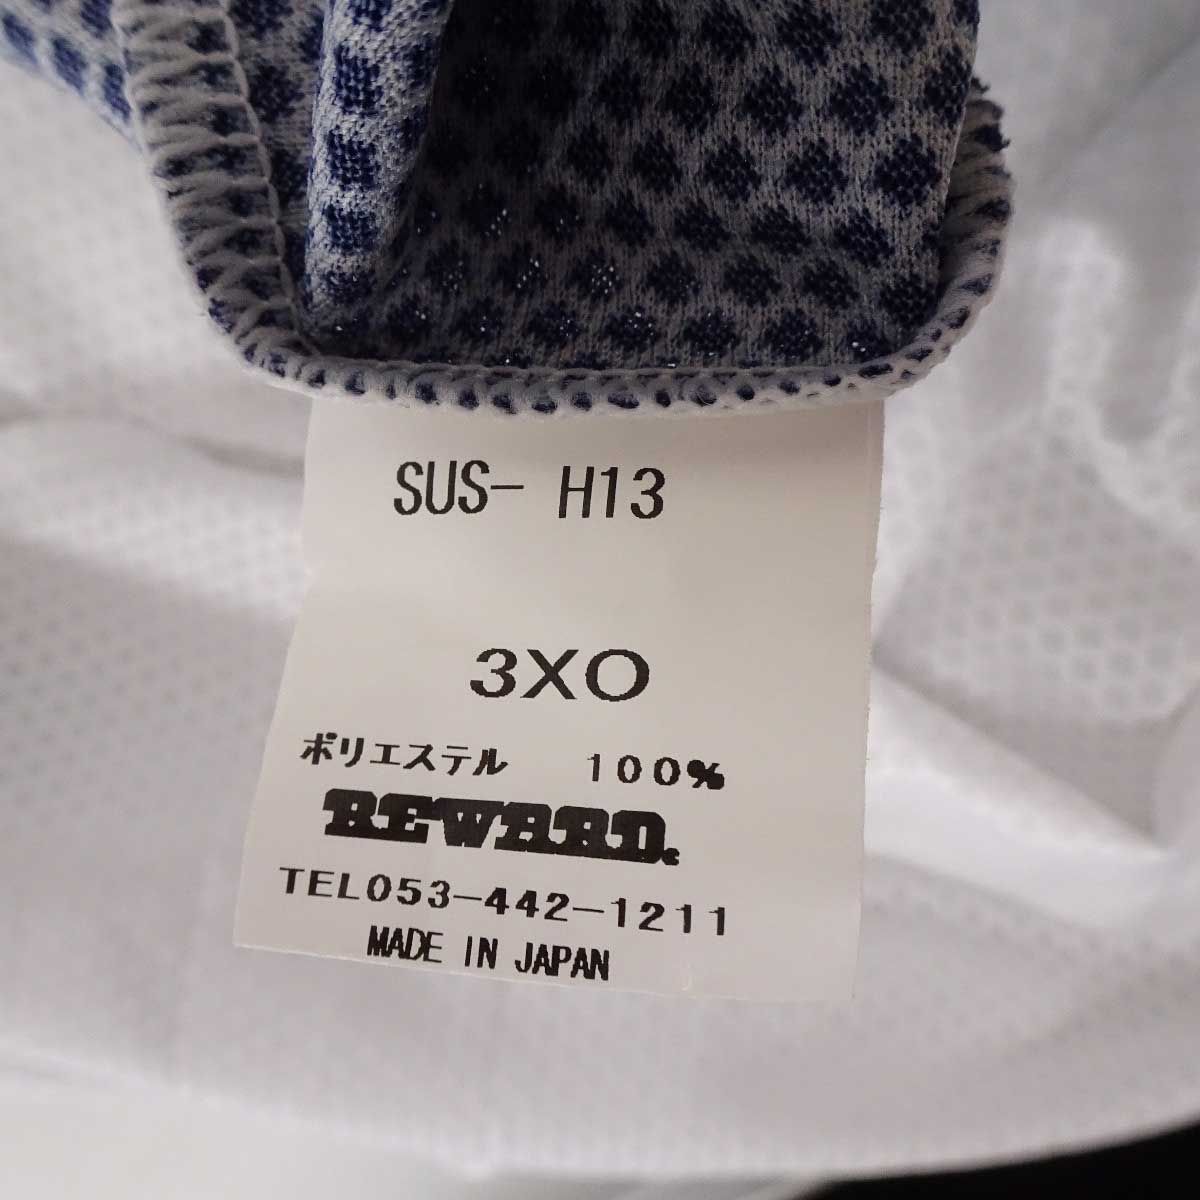 SUS- H13
3XO
ポリエステル 100%
REWARD.
TEL053-442-1211
MADE IN JAPAN